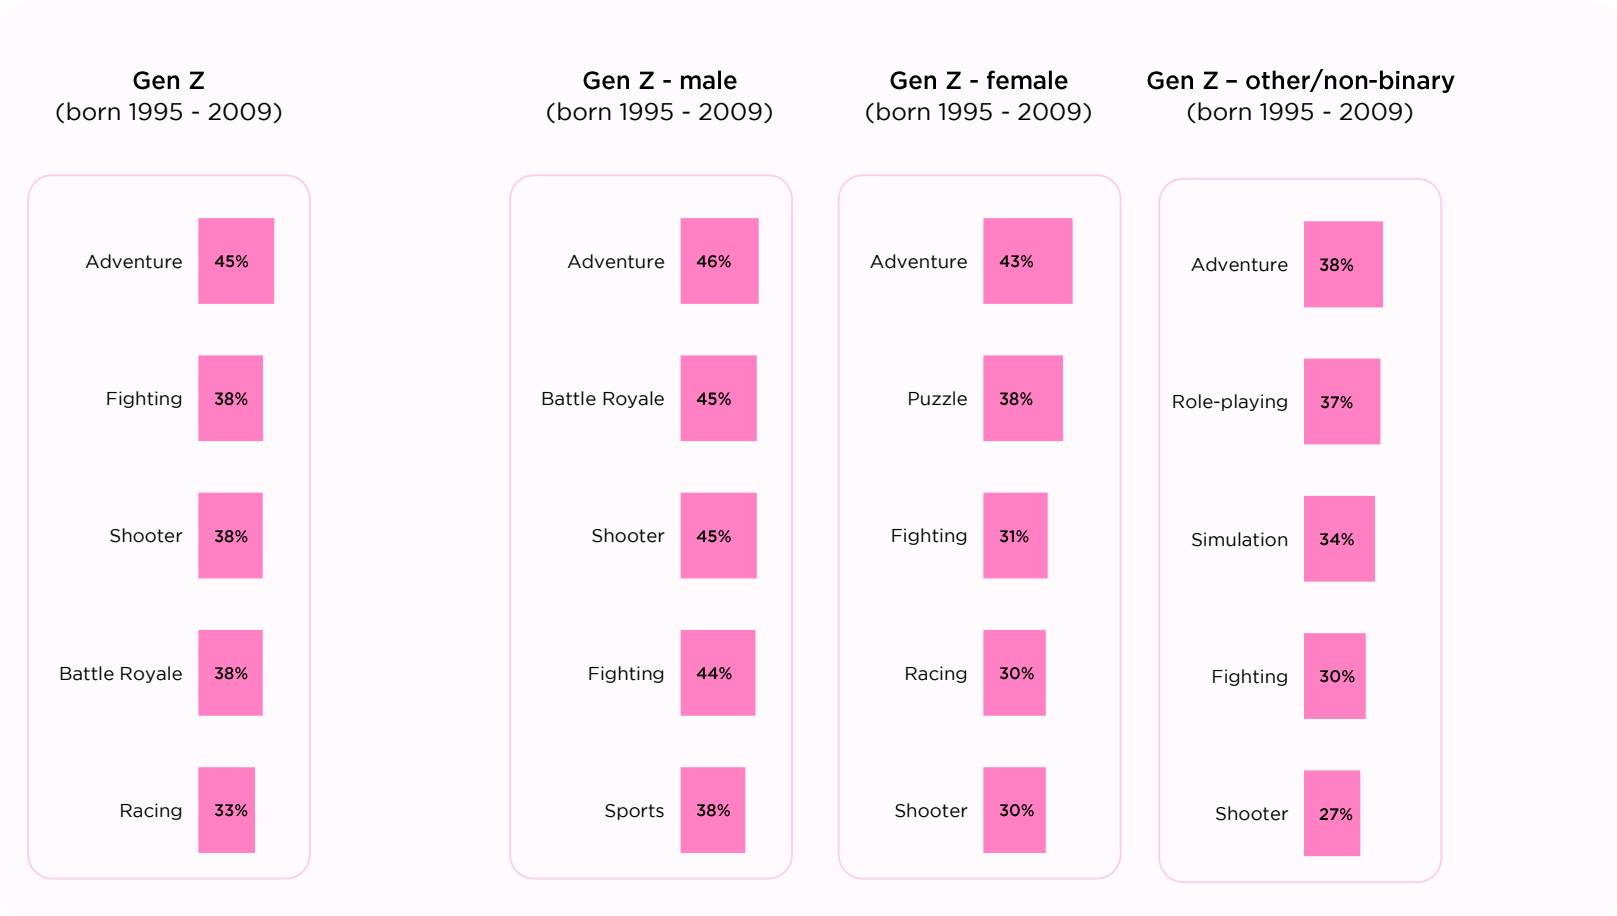 Gen Z
(born 1995 - 2009)
Adventure 45%
Fighting 38%
Shooter 38%
Battle Royale 38%
Racing 33%
Gen Z - male
(born 1995 - 2009)
Adventure 46%
Battle Royale 45%
Shooter 45%
Fighting 44%
Sports 38%
Gen Z - female
(born 1995 - 2009)
Adventure 43%
Puzzle 38%
Fighting 31%
Racing 30%
Shooter 30%
Gen Z – other/non-binary
(born 1995 - 2009)
Adventure 38%
Role-playing 37%
Simulation 34%
Fighting 30%
Shooter 27%